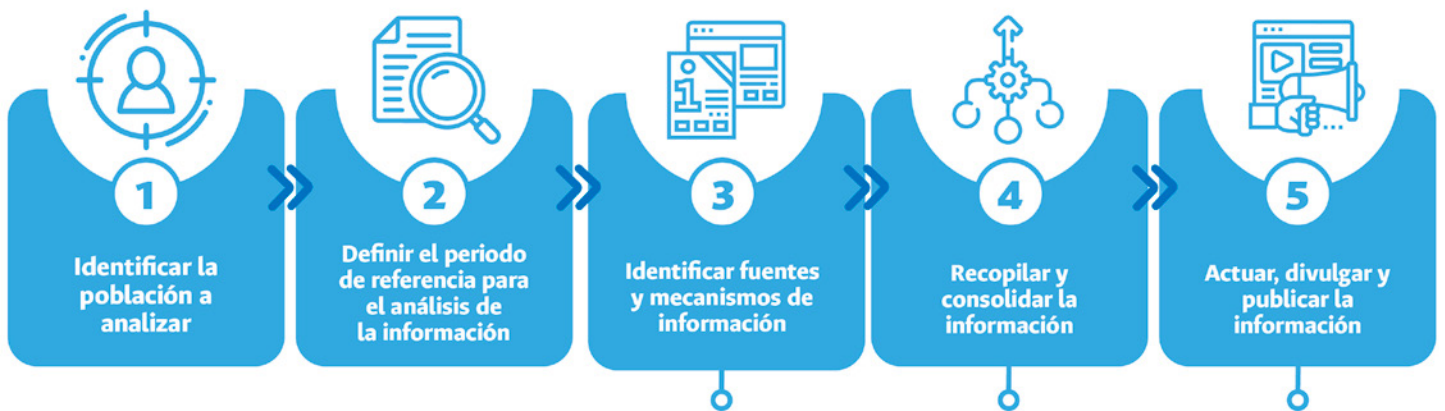 1
Identificar la
población a
analizar
2
Definir el periodo
de referencia para
el análisis de
la información
1
3
Identificar fuentes
y mecanismos de
información
4
Recopilar y
consolidar la
información
5
Actuar, divulgar y
publicar la
información